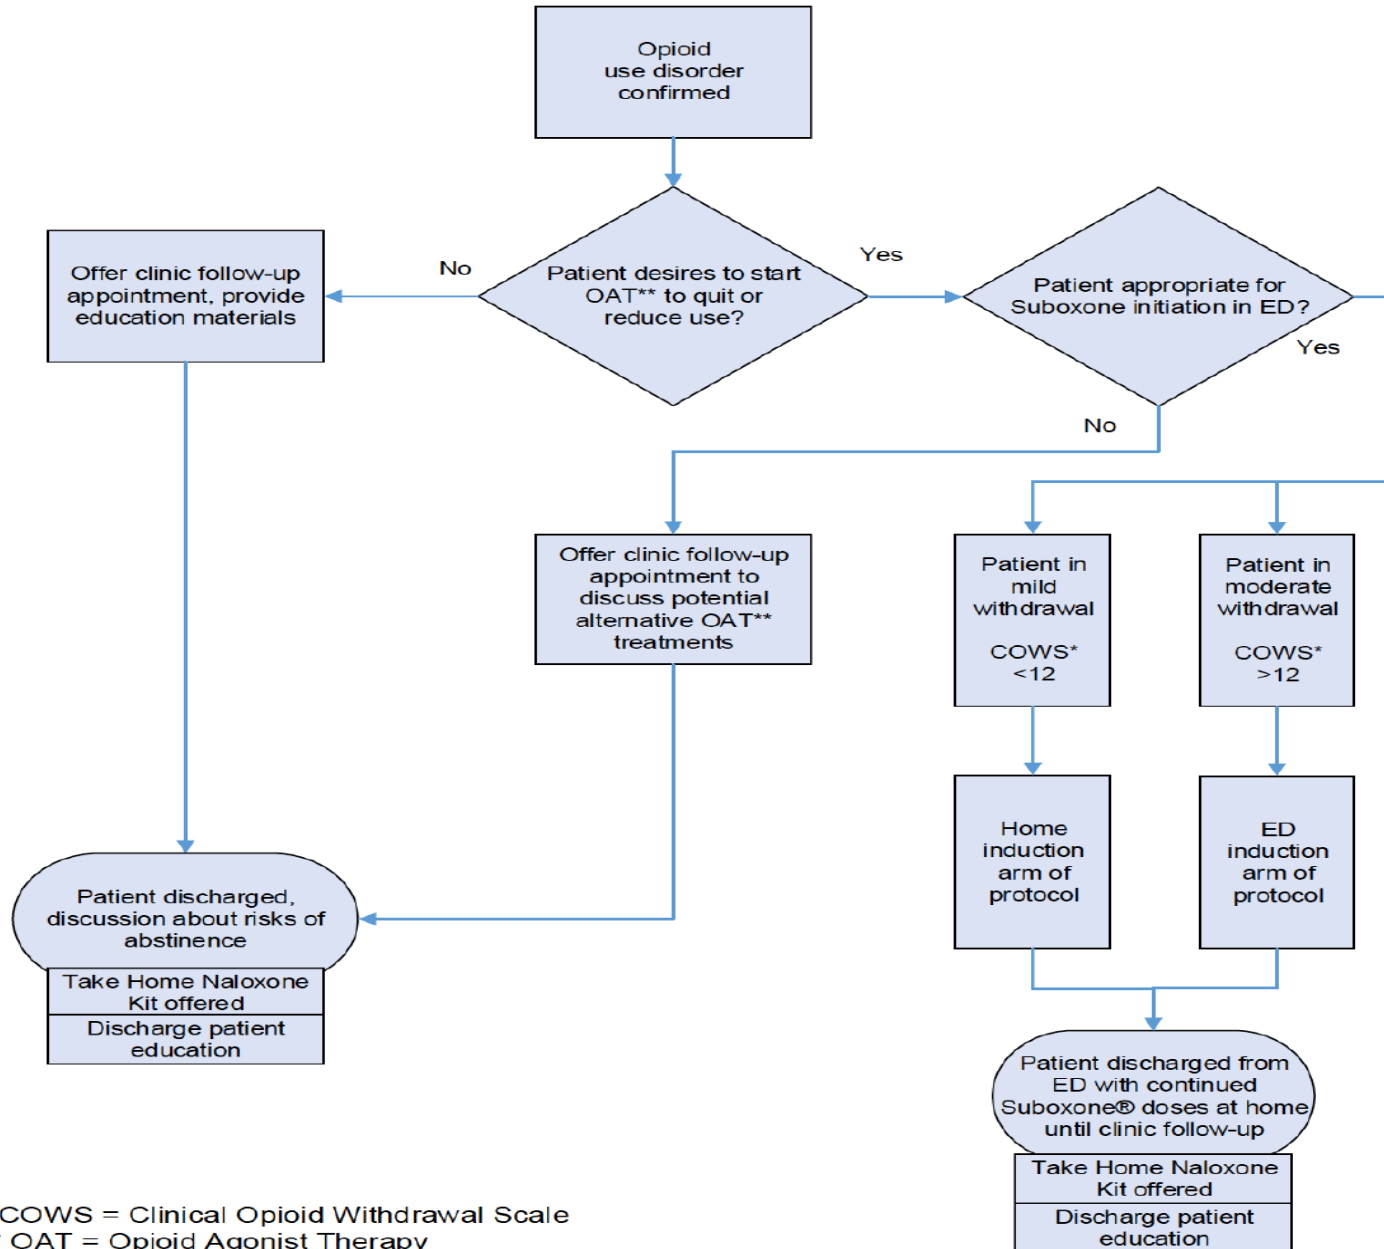 Opioid
use disorder
confirmed
Offer clinic follow-up
appointment, provide
education materials
No
Patient desires to start
OAT** to quit or
reduce use?
Yes
Patient appropriate for
Suboxone initiation in ED?
Yes
No
Offer clinic follow-up
appointment to
discuss potential
alternative OAT**
treatments
Patient in
mild
withdrawal
COWS*
<12
Patient in
moderate
withdrawal
COWS*
>12
Home
induction
arm of
protocol
ED
induction
arm of
protocol
Patient discharged,
discussion about risks of
abstinence
Take Home Naloxone
Kit offered
Discharge patient
education
Patient discharged from
ED with continued
Suboxone® doses at home
until clinic follow-up
Take Home Naloxone
Kit offered
Discharge patient
education
COWS = Clinical Opioid Withdrawal Scale
* OAT = Opioid Agonist Therapy